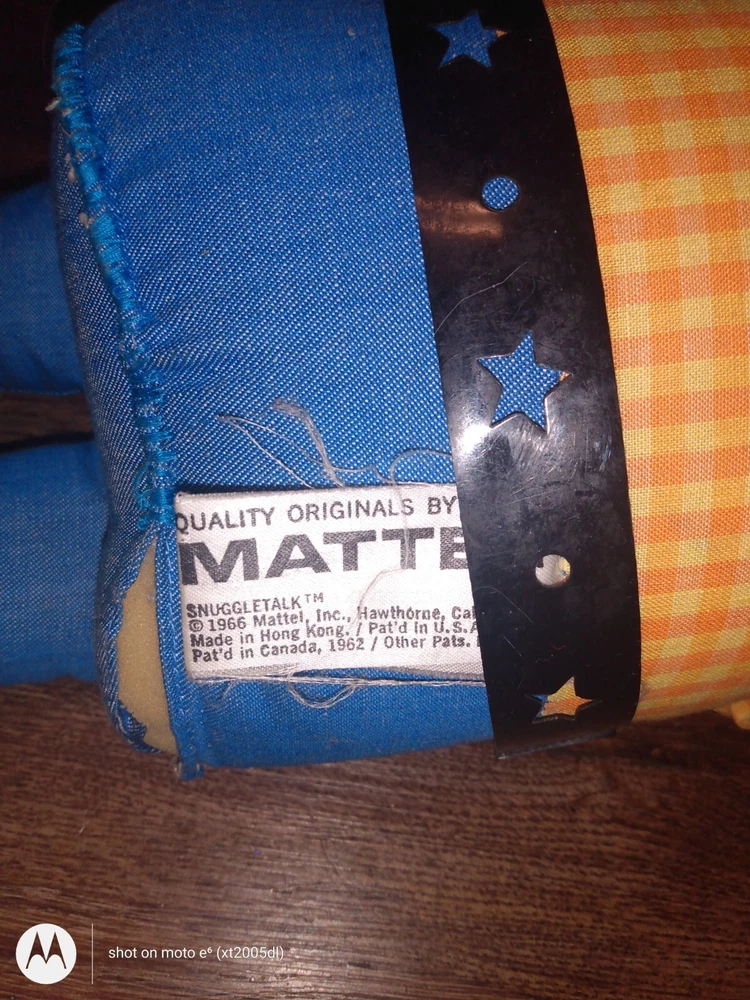 QUALITY ORIGINALS BY
MATTE
SNUGGLETALK™
© 1966 Mattel, Inc., Hawthorne, Cal
Made in Hong Kong. / Pat'd in U.S.A
Pat'd in Canada, 1962 / Other Pats.
shot on moto e⁶ (xt2005dl)